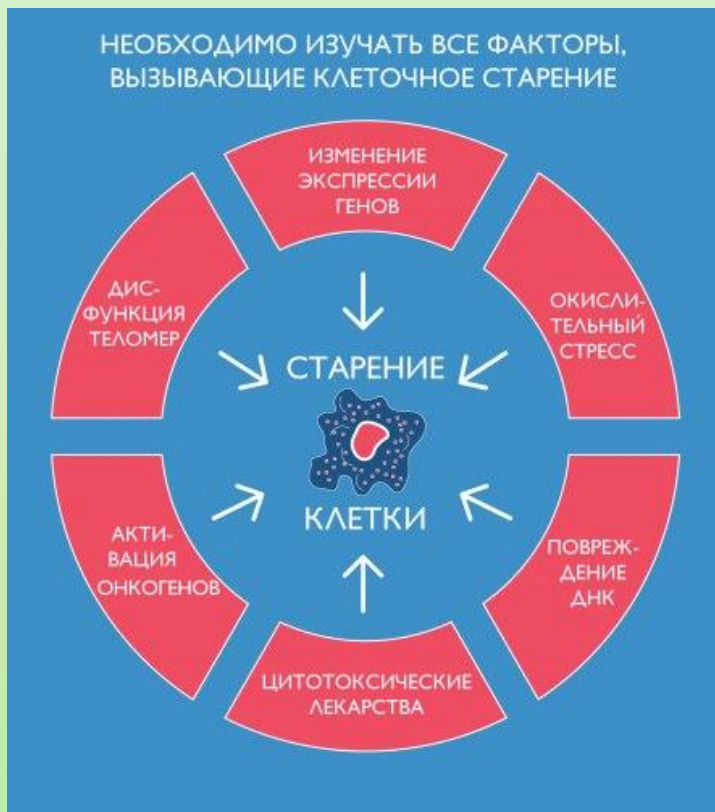 НЕОБХОДИМО ИЗУЧАТЬ ВСЕ ФАКТОРЫ,
ВЫЗЫВАЮЩИЕ КЛЕТОЧНОЕ СТАРЕНИЕ
ИЗМЕНЕНИЕ
ЭКСПРЕССИИ
ГЕНОВ
ДИС-
ФУНКЦИЯ
ТЕЛОМЕР
ОКИСЛИ-
ТЕЛЬНЫЙ
СТРЕСС
СТАРЕНИЕ
КЛЕТКИ
АКТИ-
ВАЦИЯ
ОНКОГЕНОВ
ПОВРЕЖ-
ДЕНИЕ
ДНК
ЦИТОТОКСИЧЕСКИЕ
ЛЕКАРСТВА